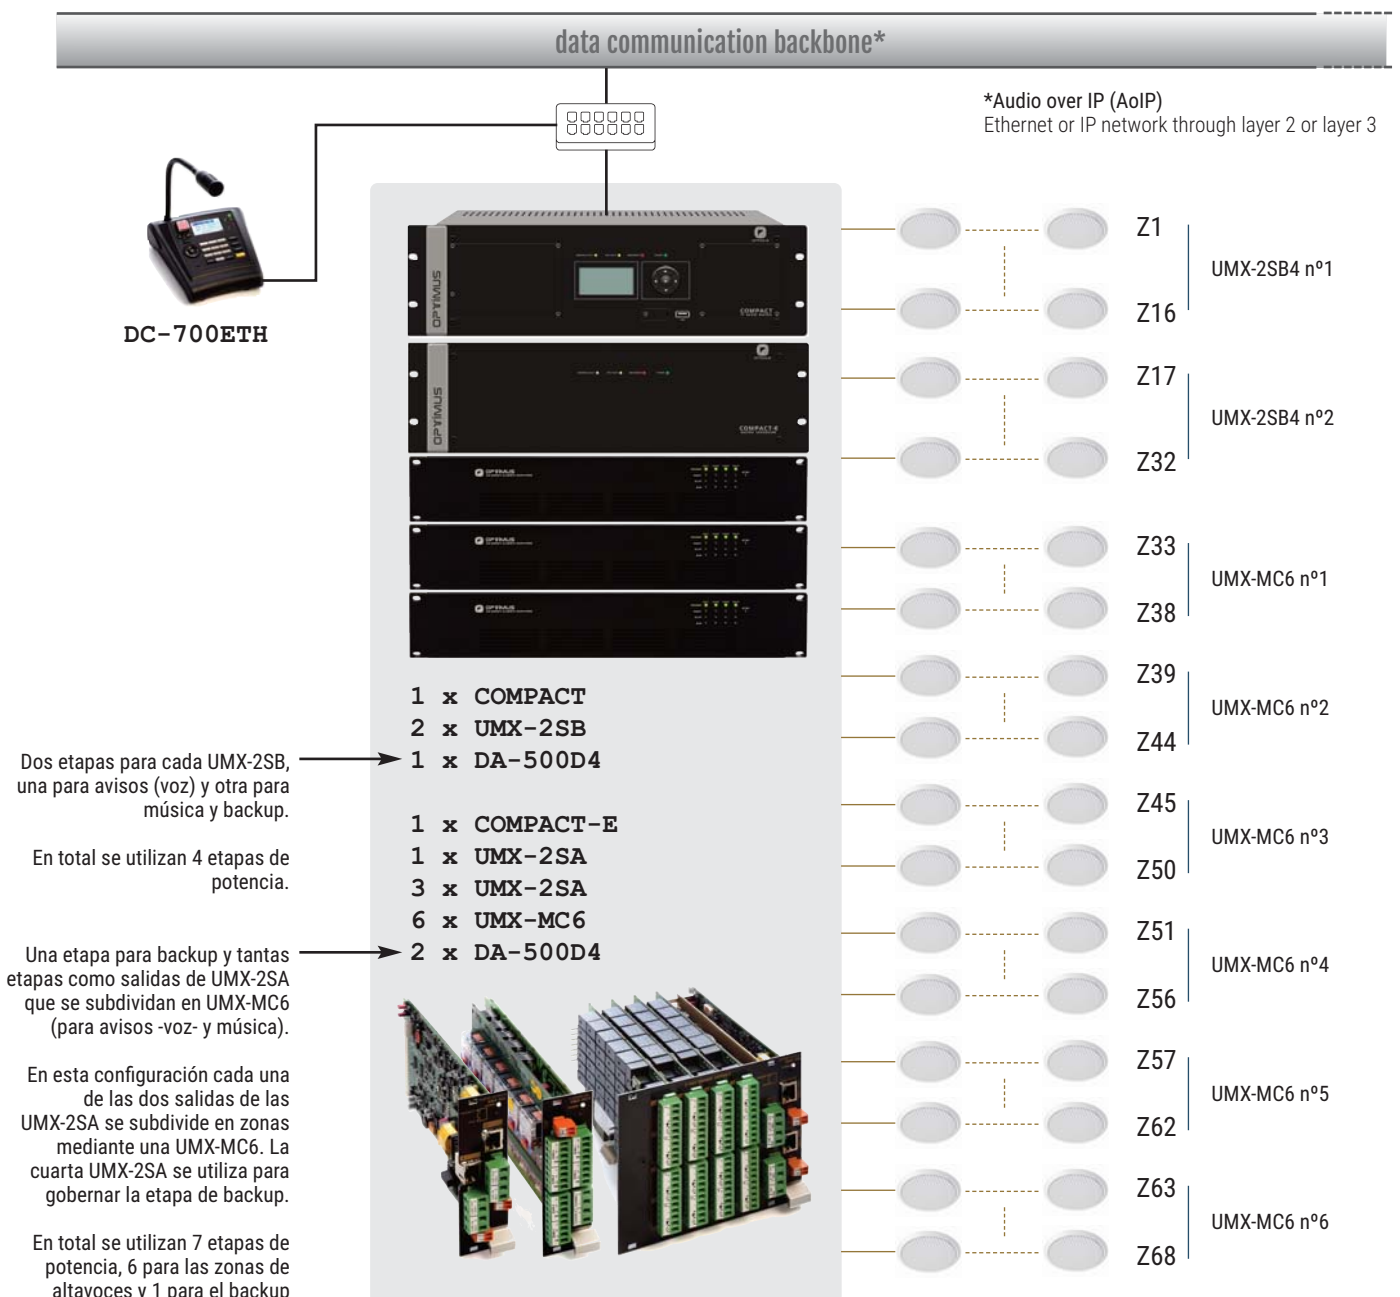 data communication backbone*
*Audio over IP (AoIP)
Ethernet or IP network through layer 2 or layer 3
DC-700ETH
OPTIMUS
COMPACT
OPTIMUS
COMPACT-E
OPTIMUS
OPTIMUS
OPTIMUS
1 x COMPACT
2 x UMX-2SB
1 x DA-500D4
1 x COMPACT-E
1 x UMX-2SA
3 x UMX-2SA
6 x UMX-MC6
2 x DA-500D4
Dos etapas para cada UMX-2SB,
una para avisos (voz) y otra para
música y backup.
En total se utilizan 4 etapas de
potencia.
Una etapa para backup y tantas
etapas como salidas de UMX-2SA
que se subdividan en UMX-MC6
(para avisos -voz- y música).
En esta configuración cada una
de las dos salidas de las
UMX-2SA se subdivide en zonas
mediante una UMX-MC6. La
cuarta UMX-2SA se utiliza para
gobernar la etapa de backup.
En total se utilizan 7 etapas de
potencia, 6 para las zonas de
altavoces y 1 para el backup
Z1
Z16
UMX-2SB4 nº1
Z17
Z32
UMX-2SB4 nº2
Z33
Z38
UMX-MC6 nº1
Z39
Z44
UMX-MC6 nº2
Z45
Z50
UMX-MC6 nº3
Z51
Z56
UMX-MC6 nº4
Z57
Z62
UMX-MC6 nº5
Z63
Z68
UMX-MC6 nº6